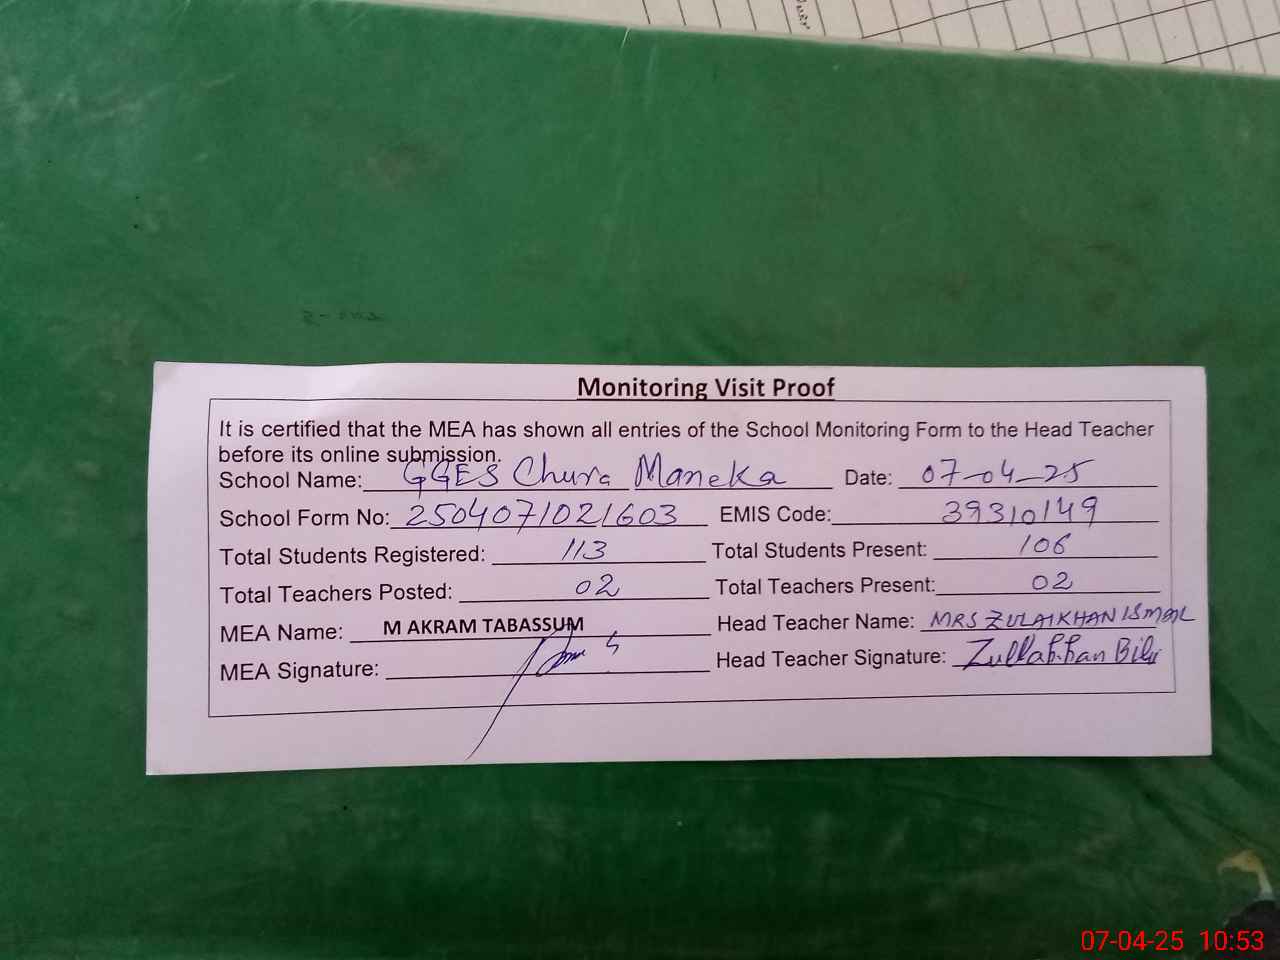 Monitoring Visit Proof
It is certified that the MEA has shown all entries of the School Monitoring Form to the Head Teacher
before its online submission.
School Name: GGES Chura Maneka Date: 07-04-25
School Form No: 2504071021603 EMIS Code: 39310149
Total Students Registered: 113 Total Students Present: 106
Total Teachers Posted: 02 Total Teachers Present: 02
MEA Name: M AKRAM TABASSUM Head Teacher Name: MRS ZULAIKHAN ISMAIL
MEA Signature: Head Teacher Signature:
07-04-25 10:53